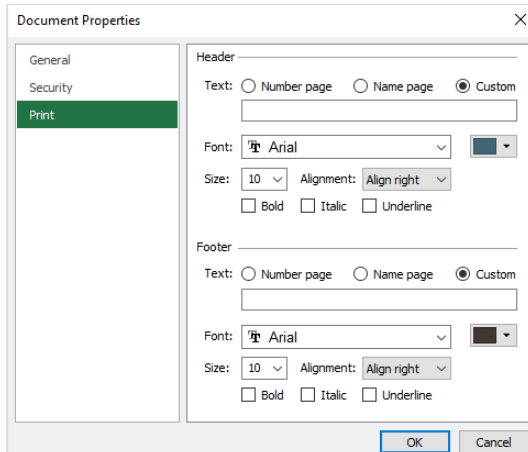 Document Properties
General
Security
Print
Header
Text: Number page Name page Custom
Font: Arial
Size: 10 Alignment: Align right
Bold Italic Underline
Footer
Text: Number page Name page Custom
Font: Arial
Size: 10 Alignment: Align right
Bold Italic Underline
OK Cancel